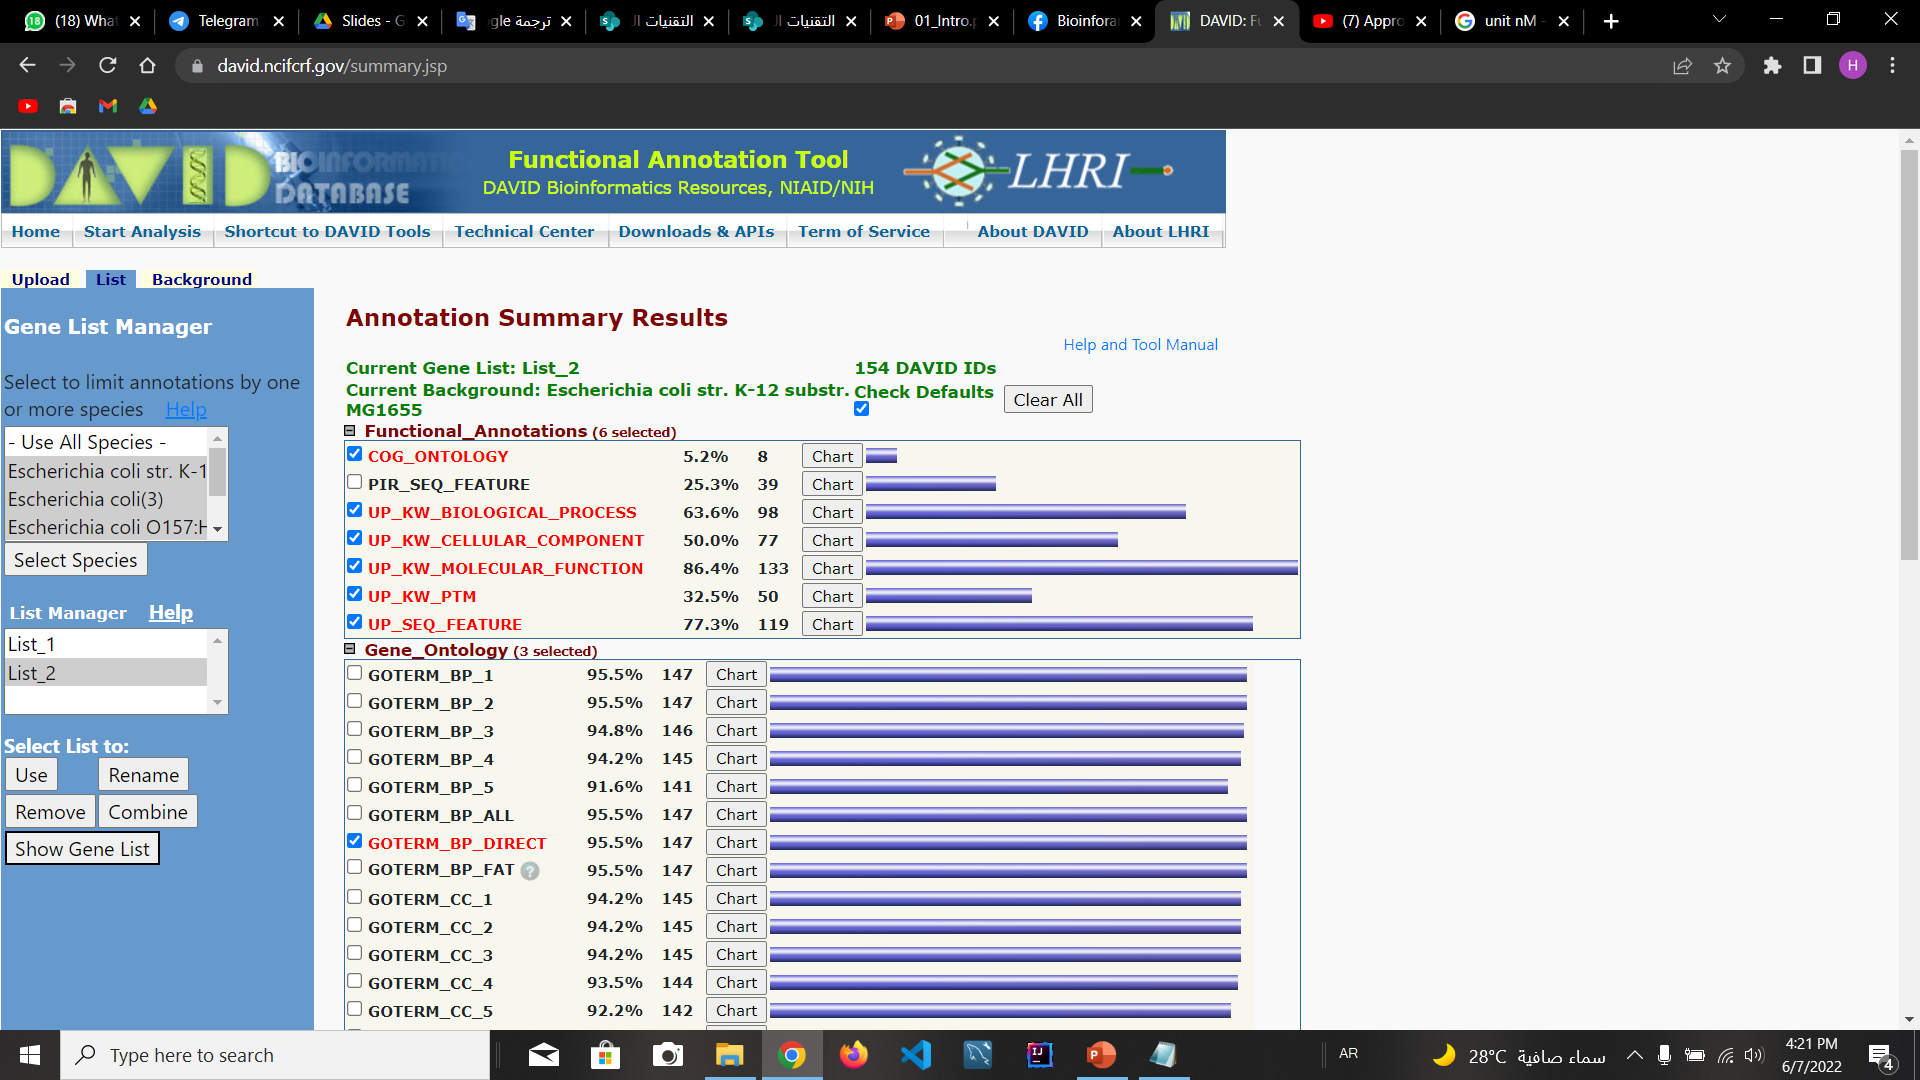 (18) What
Telegram
Slides - G
ترجمة gle
التقنيات ال
التقنيات ال
01_Intro.p
Bioinfora
DAVID: Fu
(7) Appro
unit nM -
david.ncifcrf.gov/summary.jsp
H
DAVID
BIOINFORMATI
DATABASE
Functional Annotation Tool
DAVID Bioinformatics Resources, NIAID/NIH
LHRI
Home Start Analysis Shortcut to DAVID Tools Technical Center Downloads & APIs Term of Service About DAVID About LHRI
Upload List Background
Gene List Manager
Select to limit annotations by one
or more species Help
- Use All Species -
Escherichia coli str. K-1
Escherichia coli(3)
Escherichia coli O157:H
Select Species
List Manager Help
List_1
List_2
Select List to:
Use Rename
Remove Combine
Show Gene List
Annotation Summary Results
Help and Tool Manual
Current Gene List: List_2 154 DAVID IDs
Current Background: Escherichia coli str. K-12 substr. Check Defaults Clear All
MG1655
Functional_Annotations (6 selected)
COG_ONTOLOGY 5.2% 8 Chart
PIR_SEQ_FEATURE 25.3% 39 Chart
UP_KW_BIOLOGICAL_PROCESS 63.6% 98 Chart
UP_KW_CELLULAR_COMPONENT 50.0% 77 Chart
UP_KW_MOLECULAR_FUNCTION 86.4% 133 Chart
UP_KW_PTM 32.5% 50 Chart
UP_SEQ_FEATURE 77.3% 119 Chart
Gene_Ontology (3 selected)
GOTERM_BP_1 95.5% 147 Chart
GOTERM_BP_2 95.5% 147 Chart
GOTERM_BP_3 94.8% 146 Chart
GOTERM_BP_4 94.2% 145 Chart
GOTERM_BP_5 91.6% 141 Chart
GOTERM_BP_ALL 95.5% 147 Chart
GOTERM_BP_DIRECT 95.5% 147 Chart
GOTERM_BP_FAT ? 95.5% 147 Chart
GOTERM_CC_1 94.2% 145 Chart
GOTERM_CC_2 94.2% 145 Chart
GOTERM_CC_3 94.2% 145 Chart
GOTERM_CC_4 93.5% 144 Chart
GOTERM_CC_5 92.2% 142 Chart
Type here to search
AR
28°C سماء صافية
4:21 PM
6/7/2022
4